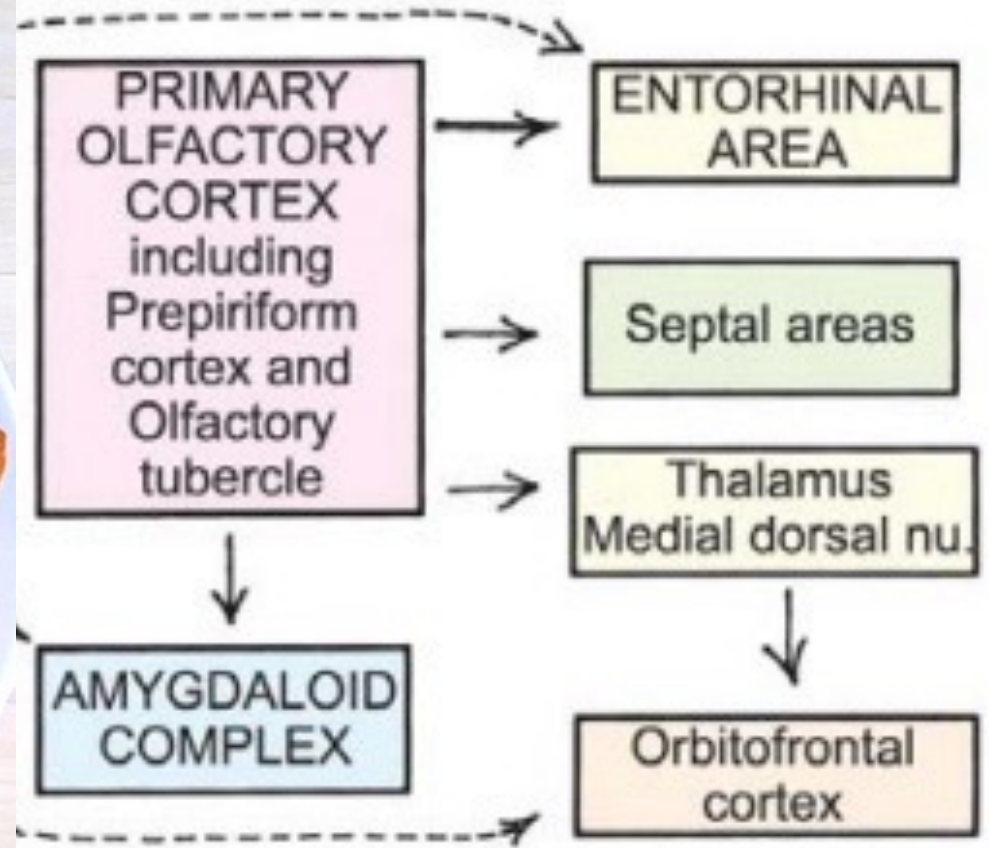 PRIMARY
OLFACTORY
CORTEX
including
Prepiriform
cortex and
Olfactory
tubercle
ENTORHINAL
AREA
Septal areas
Thalamus
Medial dorsal nu.
AMYGDALOID
COMPLEX
Orbitofrontal
cortex